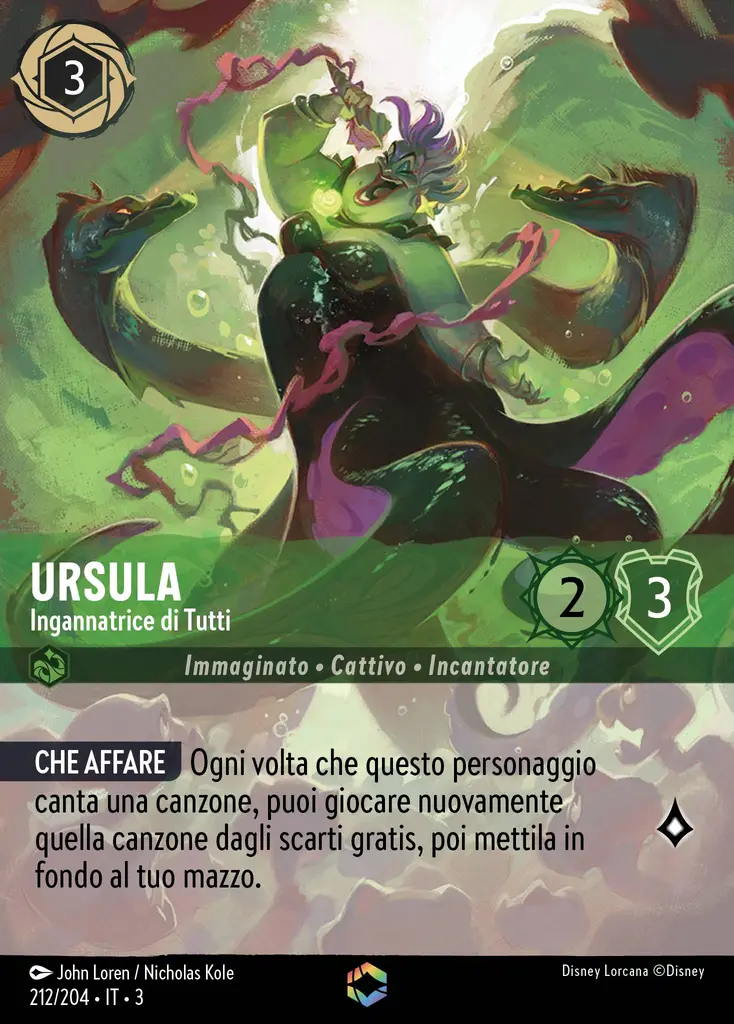 3
URSULA
Ingannatrice di Tutti
2
3
Immaginato • Cattivo • Incantatore
CHE AFFARE Ogni volta che questo personaggio
canta una canzone, puoi giocare nuovamente
quella canzone dagli scarti gratis, poi mettila in
fondo al tuo mazzo.
John Loren / Nicholas Kole
Disney Lorcana ©Disney
212/204 • IT • 3